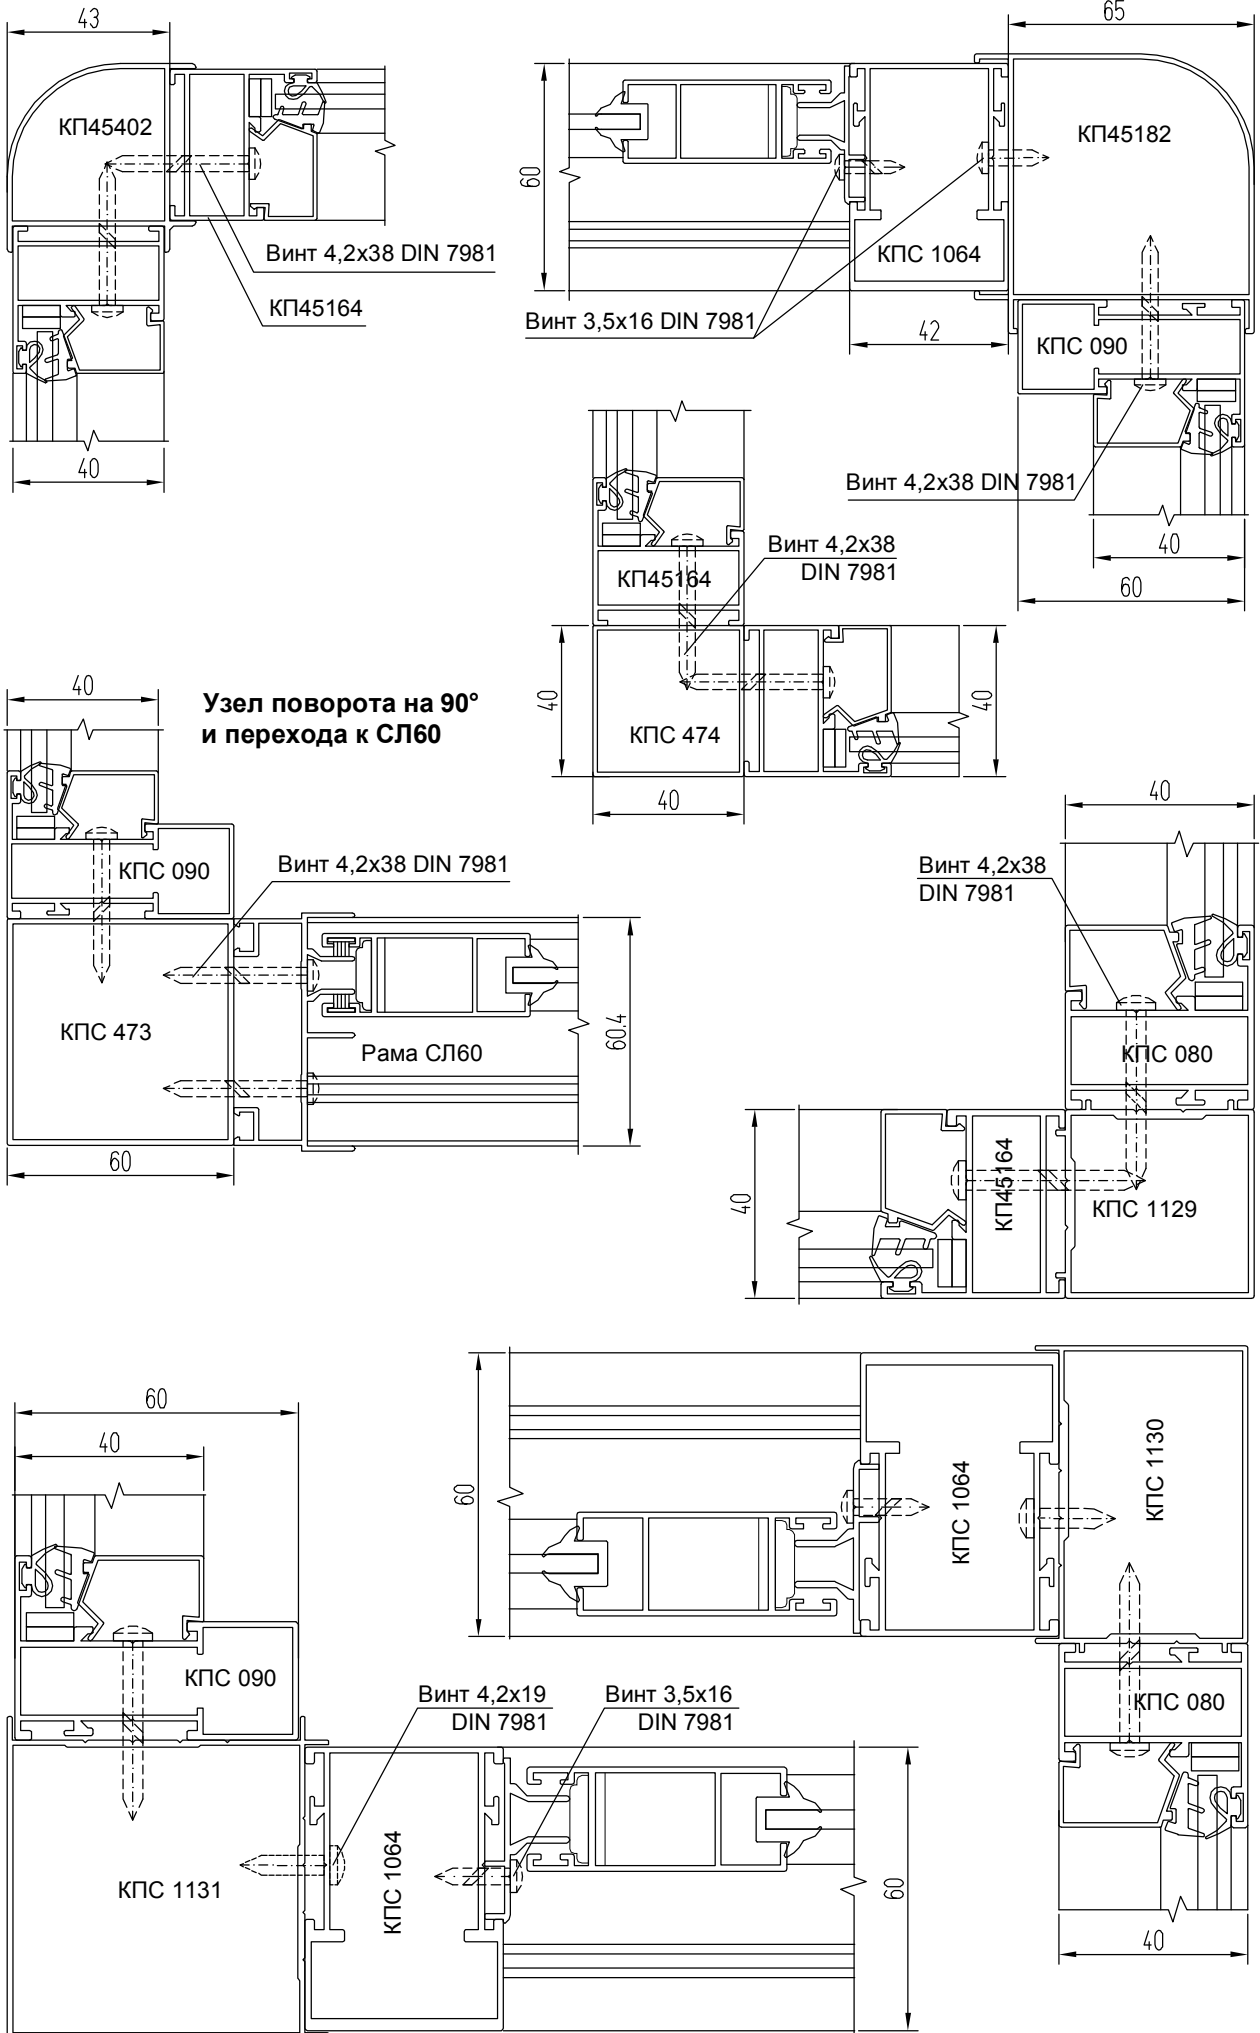 43
КП45402
Винт 4,2х38 DIN 7981
КП45164
40
65
60
КП45182
КПС 1064
Винт 3,5х16 DIN 7981
42
КПС 090
Винт 4,2х38 DIN 7981
40
60
Винт 4,2х38
DIN 7981
КП45164
40
КПС 474
40
40
Узел поворота на 90°
и перехода к СЛ60
40
КПС 090
Винт 4,2х38 DIN 7981
КПС 473
Рама СЛ60
60.4
60
40
Винт 4,2х38
DIN 7981
КПС 080
КП45164
40
КПС 1129
60
40
КПС 090
Винт 4,2х19
DIN 7981
Винт 3,5х16
DIN 7981
КПС 1131
КПС 1064
60
60
КПС 1064
КПС 1130
КПС 080
40